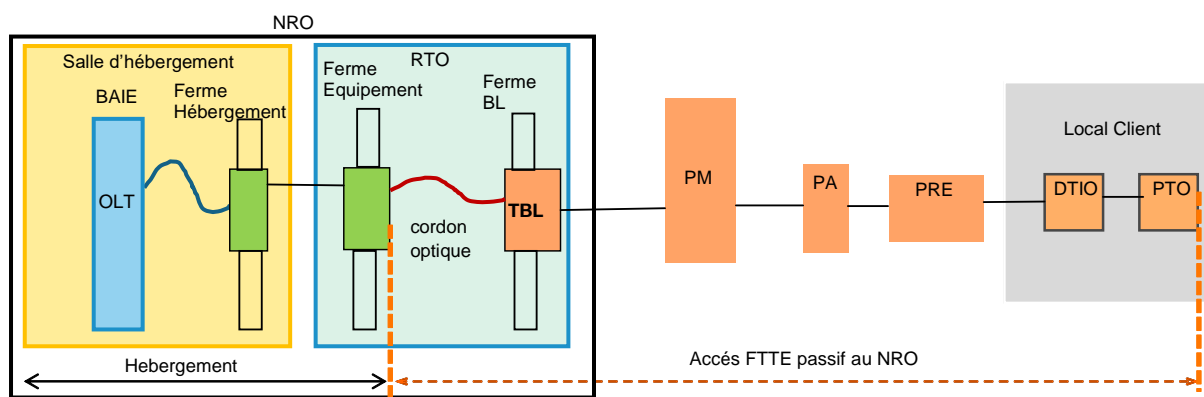 NRO
Salle d’hébergement
BAIE
Ferme
Hébergement
OLT
RTO
Ferme
Equipement
Ferme
BL
TBL
cordon
optique
PM
PA
PRE
Local Client
DTIO
PTO
Hebergement
Accés FTTE passif au NRO